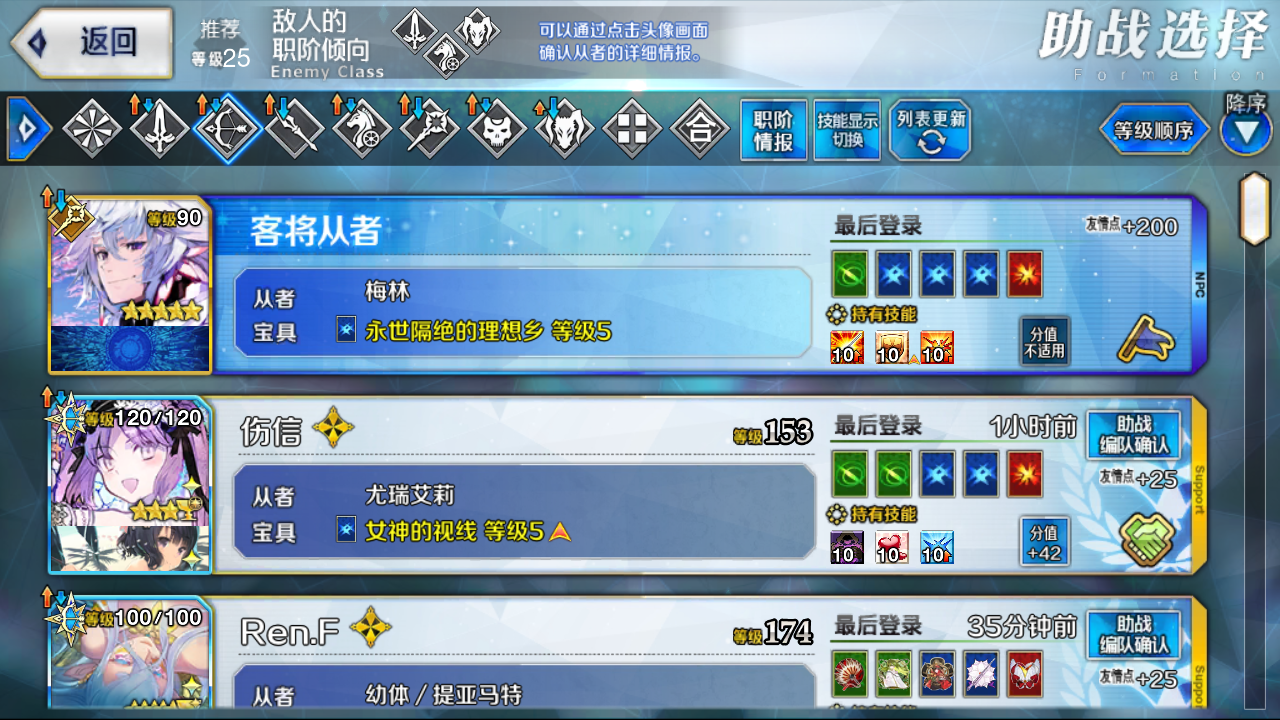 返回
推荐
等级25
敌人的
职阶倾向
Enemy Class
可以通过点击头像画面
确认从者的详细情报。
助战选择
Formation
合
职阶
情报
技能显示
切换
列表更新
等级顺序
降序
等级90
客将从者
从者
梅林
宝具
永世隔绝的理想乡 等级5
最后登录
持有技能
10
10
10
分值
不适用
友情点+200
NPC
等级120/120
伤信
等级153
从者
尤瑞艾莉
宝具
女神的视线 等级5
最后登录
1小时前
持有技能
10
10
10
分值
+42
助战
编队确认
友情点+25
Support
等级100/100
Ren.F
等级174
从者
幼体 / 提亚马特
最后登录
35分钟前
助战
编队确认
友情点+25
Suppo